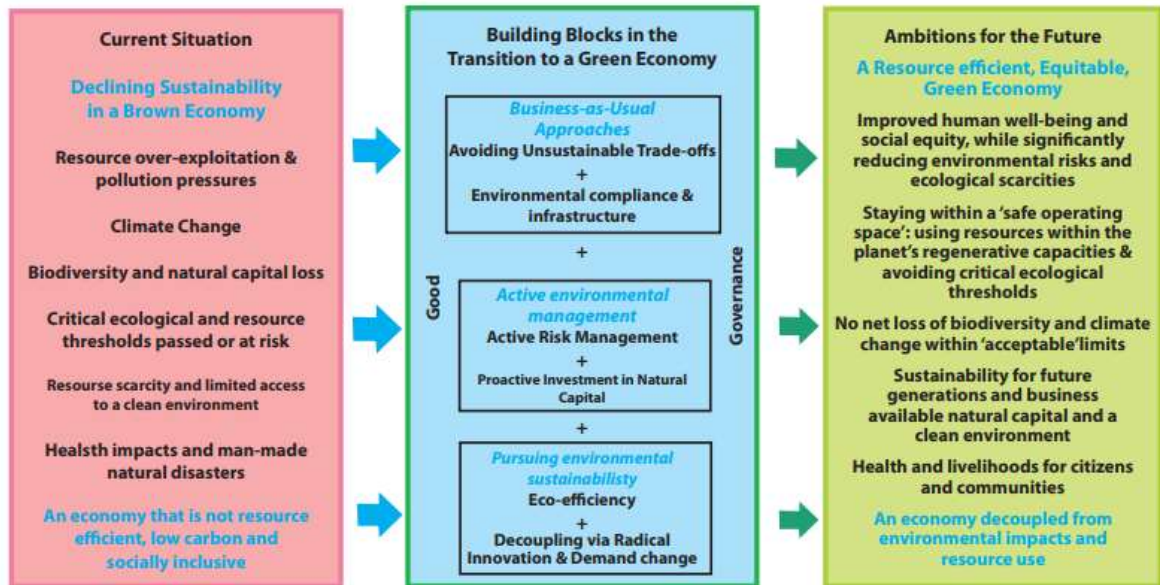 Current Situation
Declining Sustainability
in a Brown Economy
Resource over-exploitation &
pollution pressures
Climate Change
Biodiversity and natural capital loss
Critical ecological and resource
thresholds passed or at risk
Resourse scarcity and limited access
to a clean environment
Healsth impacts and man-made
natural disasters
An economy that is not resource
efficient, low carbon and
socially inclusive
Building Blocks in the
Transition to a Green Economy
Business-as-Usual
Approaches
Avoiding Unsustainable Trade-offs
+
Environmental compliance &
infrastructure
+
Good
Governance
Active environmental
management
Active Risk Management
+
Proactive Investment in Natural
Capital
+
Pursuing environmental
sustainabilisty
Eco-efficiency
+
Decoupling via Radical
Innovation & Demand change
Ambitions for the Future
A Resource efficient, Equitable,
Green Economy
Improved human well-being and
social equity, while significantly
reducing environmental risks and
ecological scarcities
Staying within a ‘safe operating
space’: using resources within the
planet’s regenerative capacities &
avoiding critical ecological
thresholds
No net loss of biodiversity and climate
change within ‘acceptable’limits
Sustainability for future
generations and business
available natural capital and a
clean environment
Health and livelihoods for citizens
and communities
An economy decoupled from
environmental impacts and
resource use